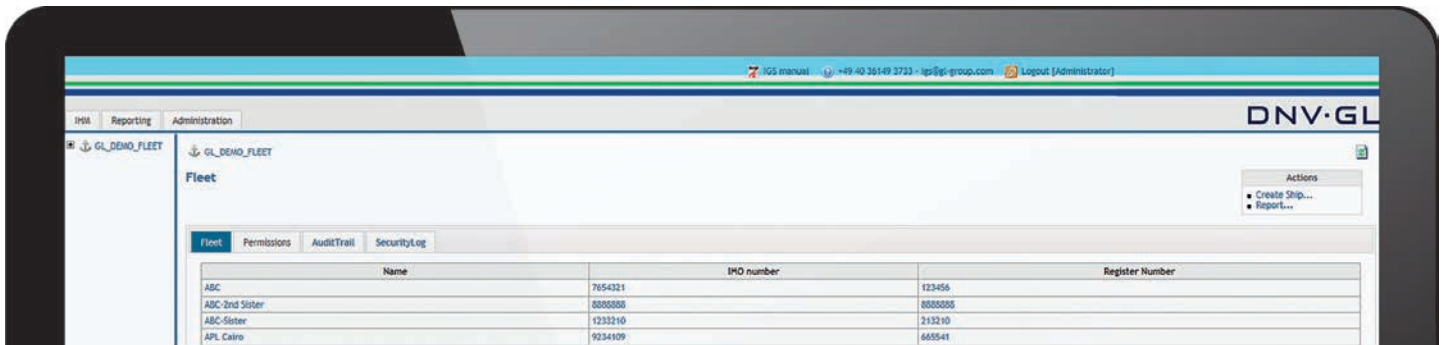 IGS manual +49 40 36149 3733 - igs@gl-group.com Logout [Administrator]
DNV·GL
IHM Reporting Administration
GL_DEMO_FLEET
GL_DEMO_FLEET
Fleet
Actions
Create Ship...
Report...
Fleet Permissions AuditTrail SecurityLog
Name IMO number Register Number
ABC 7654321 123456
ABC-2nd Sister 8888888 8888888
ABC-Sister 1233210 213210
APL Cairo 9234109 665541